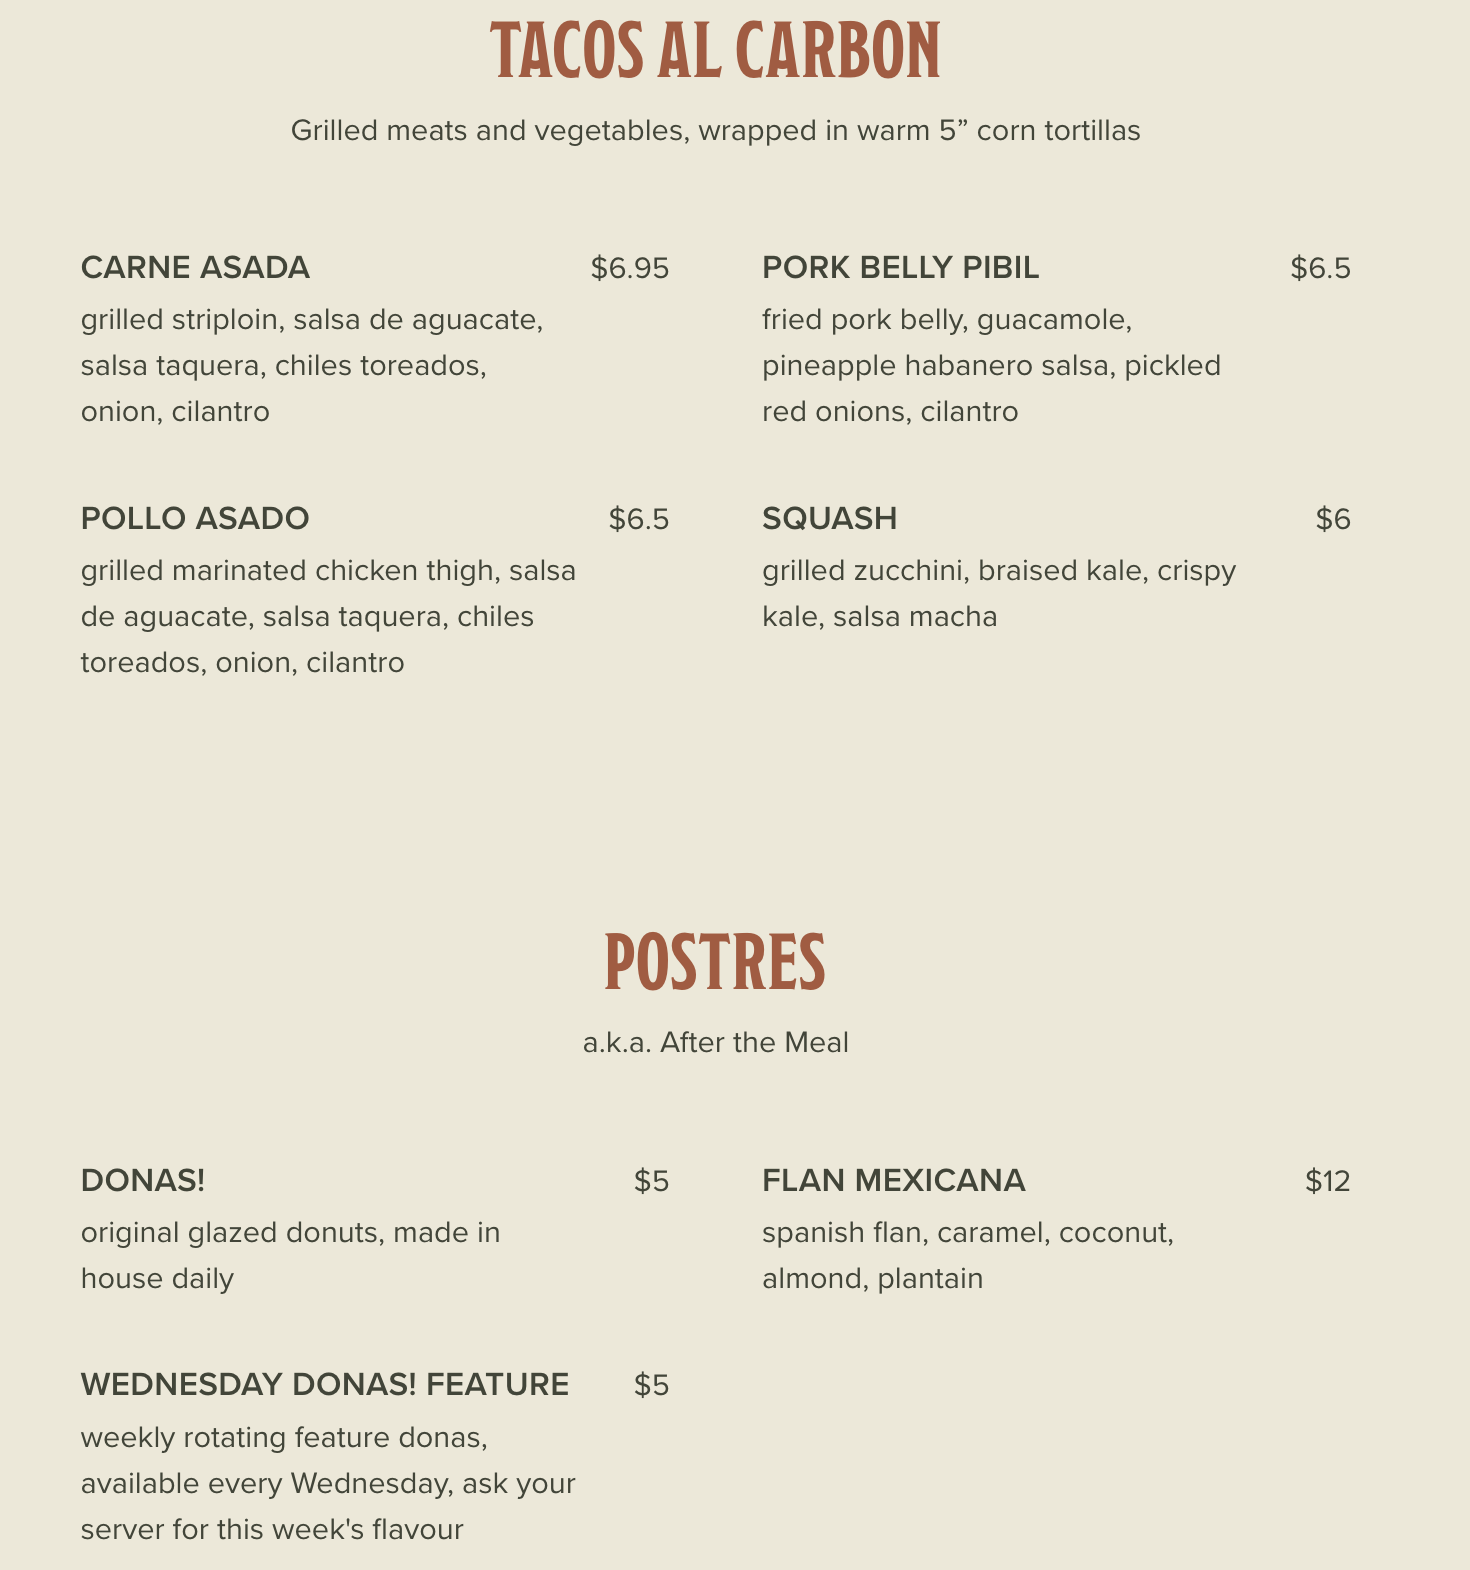 TACOS AL CARBON
Grilled meats and vegetables, wrapped in warm 5” corn tortillas
CARNE ASADA $6.95
grilled striploin, salsa de aguacate,
salsa taquera, chiles toreados,
onion, cilantro
PORK BELLY PIBIL $6.5
fried pork belly, guacamole,
pineapple habanero salsa, pickled
red onions, cilantro
POLLO ASADO $6.5
grilled marinated chicken thigh, salsa
de aguacate, salsa taquera, chiles
toreados, onion, cilantro
SQUASH $6
grilled zucchini, braised kale, crispy
kale, salsa macha
POSTRES
a.k.a. After the Meal
DONAS! $5
original glazed donuts, made in
house daily
FLAN MEXICANA $12
spanish flan, caramel, coconut,
almond, plantain
WEDNESDAY DONAS! FEATURE $5
weekly rotating feature donas,
available every Wednesday, ask your
server for this week's flavour